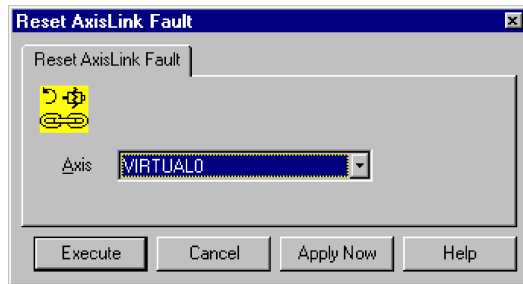 Reset AxisLink Fault
Reset AxisLink Fault
Axis VIRTUAL0
Execute Cancel Apply Now Help